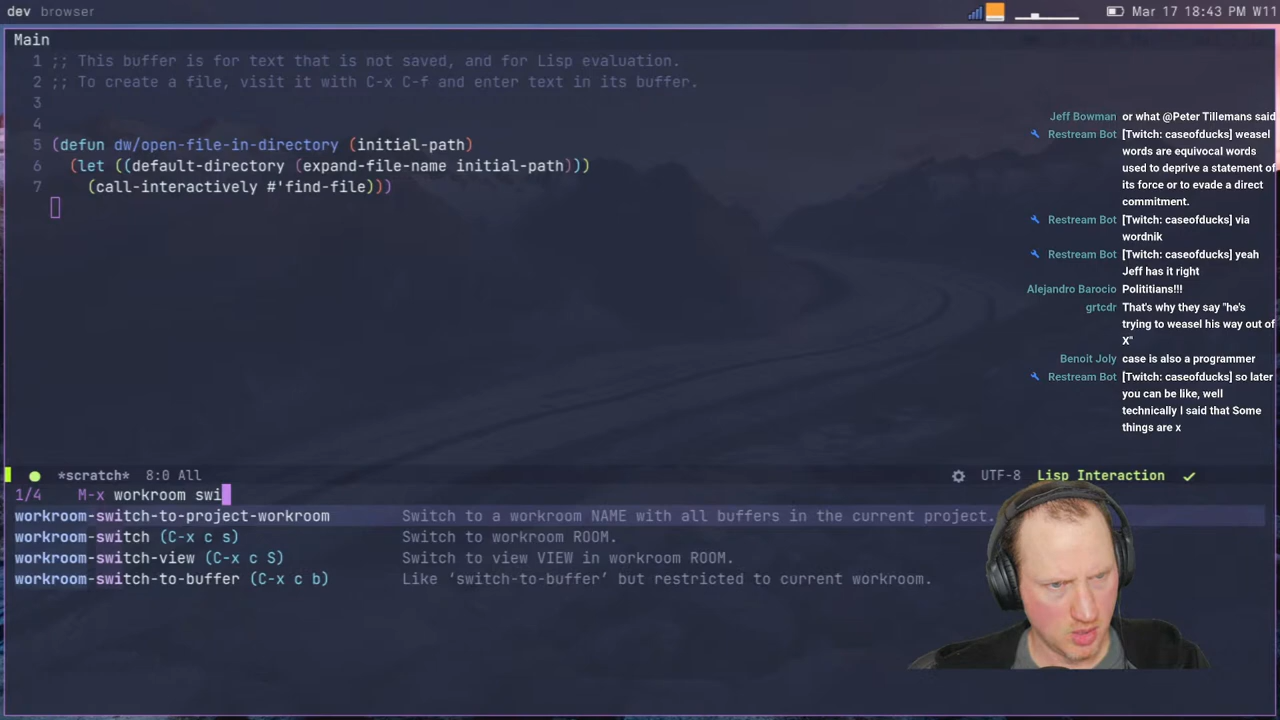 dev browser
Mar 17 18:43 PM W11
Main
1 ;; This buffer is for text that is not saved, and for Lisp evaluation.
2 ;; To create a file, visit it with C-x C-f and enter text in its buffer.
3
4
5 (defun dw/open-file-in-directory (initial-path)
6 (let ((default-directory (expand-file-name initial-path)))
7 (call-interactively #'find-file)))
Jeff Bowman or what @Peter Tillemans said
Restream Bot [Twitch: caseofducks] weasel
words are equivocal words
used to deprive a statement of
its force or to evade a direct
commitment.
Restream Bot [Twitch: caseofducks] via
wordnik
Restream Bot [Twitch: caseofducks] yeah
Jeff has it right
Alejandro Barocio Polititians!!!
grtcdr That's why they say "he's
trying to weasel his way out of
X"
Benoit Joly case is also a programmer
Restream Bot [Twitch: caseofducks] so later
you can be like, well
technically I said that Some
things are x
*scratch* 8:0 All UTF-8 Lisp Interaction
1/4 M-x workroom swi
workroom-switch-to-project-workroom Switch to a workroom NAME with all buffers in the current project.
workroom-switch (C-x c s) Switch to workroom ROOM.
workroom-switch-view (C-x c S) Switch to view VIEW in workroom ROOM.
workroom-switch-to-buffer (C-x c b) Like ‘switch-to-buffer’ but restricted to current workroom.